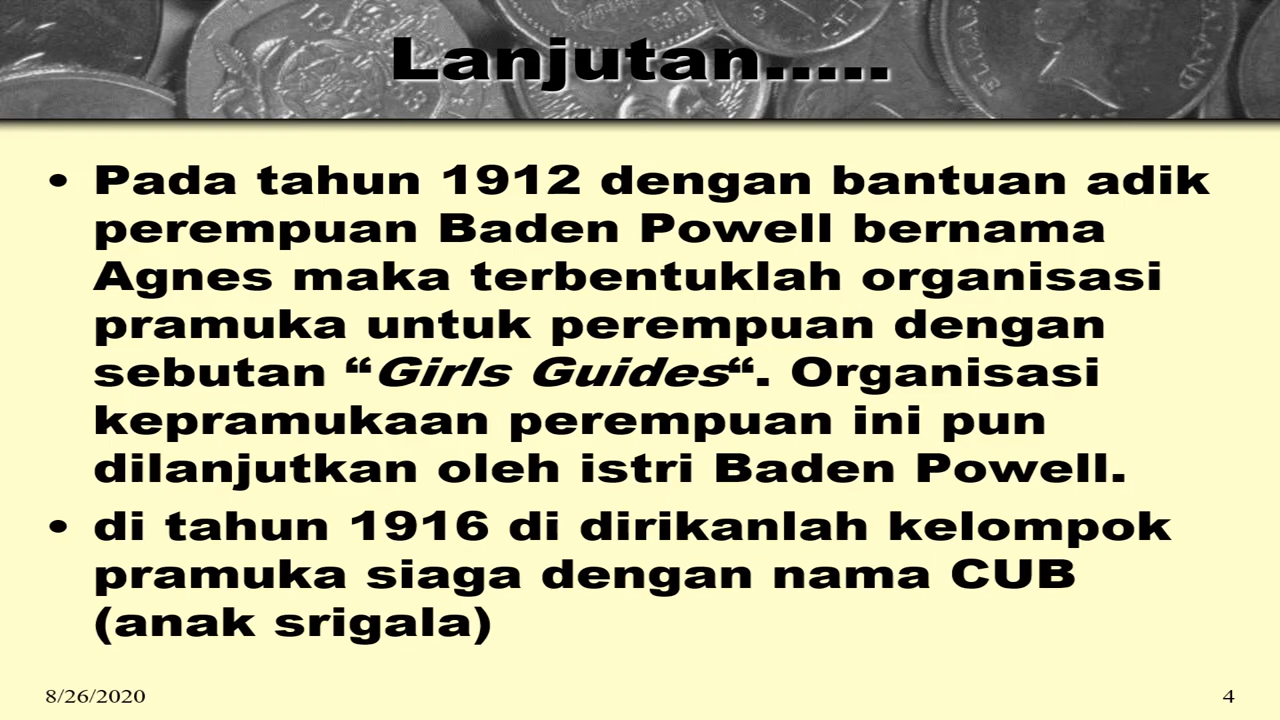 Lanjutan.....
• Pada tahun 1912 dengan bantuan adik
perempuan Baden Powell bernama
Agnes maka terbentuklah organisasi
pramuka untuk perempuan dengan
sebutan “Girls Guides“. Organisasi
kepramukaan perempuan ini pun
dilanjutkan oleh istri Baden Powell.
• di tahun 1916 di dirikanlah kelompok
pramuka siaga dengan nama CUB
(anak srigala)
8/26/2020
4